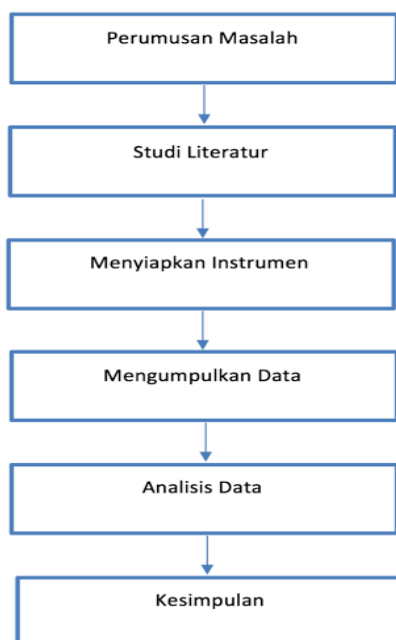 Perumusan Masalah
Studi Literatur
Menyiapkan Instrumen
Mengumpulkan Data
Analisis Data
Kesimpulan